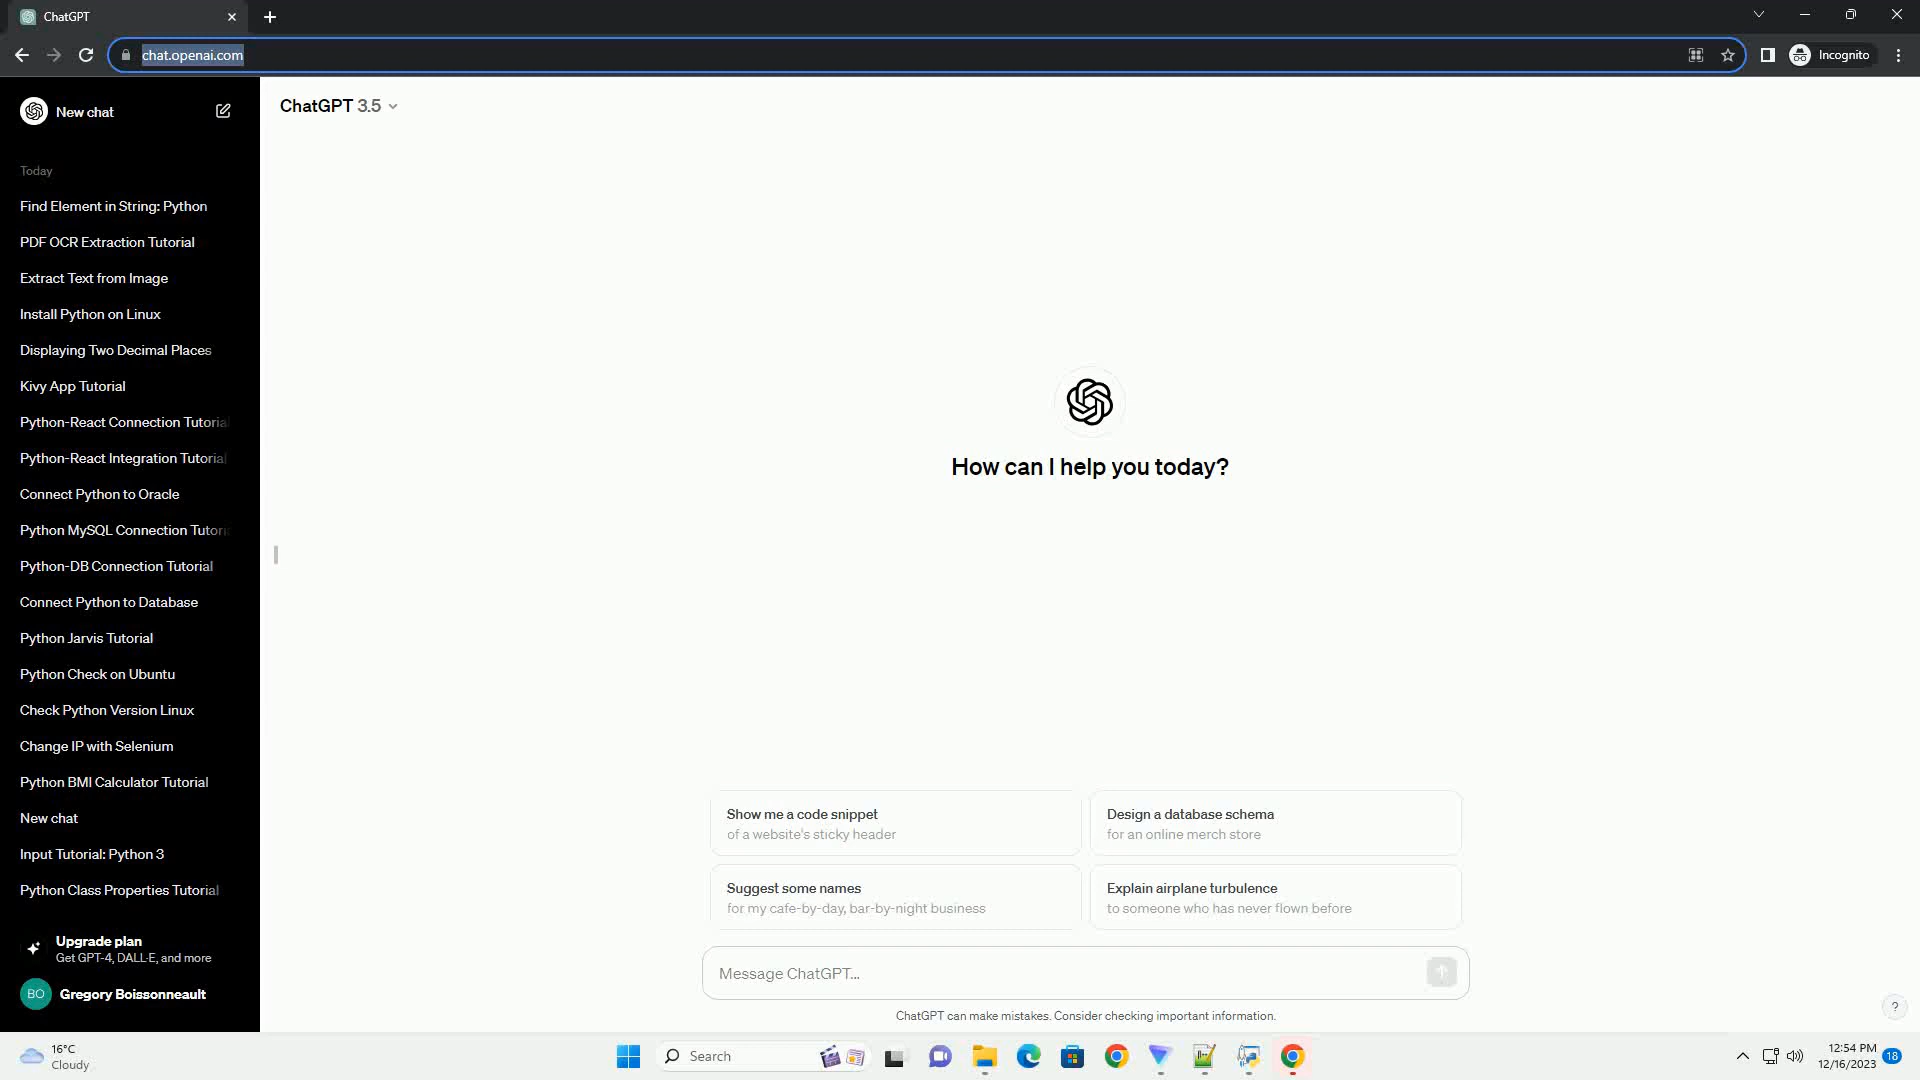 ChatGPT
chat.openai.com
Incognito
New chat
Today
Find Element in String: Python
PDF OCR Extraction Tutorial
Extract Text from Image
Install Python on Linux
Displaying Two Decimal Places
Kivy App Tutorial
Python-React Connection Tutorial
Python-React Integration Tutorial
Connect Python to Oracle
Python MySQL Connection Tutori
Python-DB Connection Tutorial
Connect Python to Database
Python Jarvis Tutorial
Python Check on Ubuntu
Check Python Version Linux
Change IP with Selenium
Python BMI Calculator Tutorial
New chat
Input Tutorial: Python 3
Python Class Properties Tutorial
Upgrade plan
Get GPT-4, DALL·E, and more
BO
Gregory Boissonneault
ChatGPT 3.5
How can I help you today?
Show me a code snippet
of a website's sticky header
Design a database schema
for an online merch store
Suggest some names
for my cafe-by-day, bar-by-night business
Explain airplane turbulence
to someone who has never flown before
Message ChatGPT...
ChatGPT can make mistakes. Consider checking important information.
?
16°C
Cloudy
Search
12:54 PM
12/16/2023
18